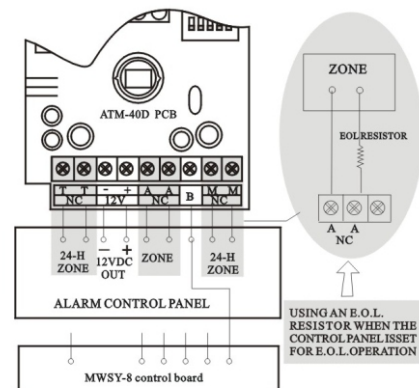 ATM-40D PCB
T T - + A A B M M
NC 12V NC NC
24-H
ZONE
12VDC
OUT
ZONE
24-H
ZONE
ALARM CONTROL PANEL
MWSY-8 control board
ZONE
EOL RESISTOR
A A
NC
USING AN E.O.L.
RESISTOR WHEN THE
CONTROL PANEL ISSET
FOR E.O.L.OPERATION